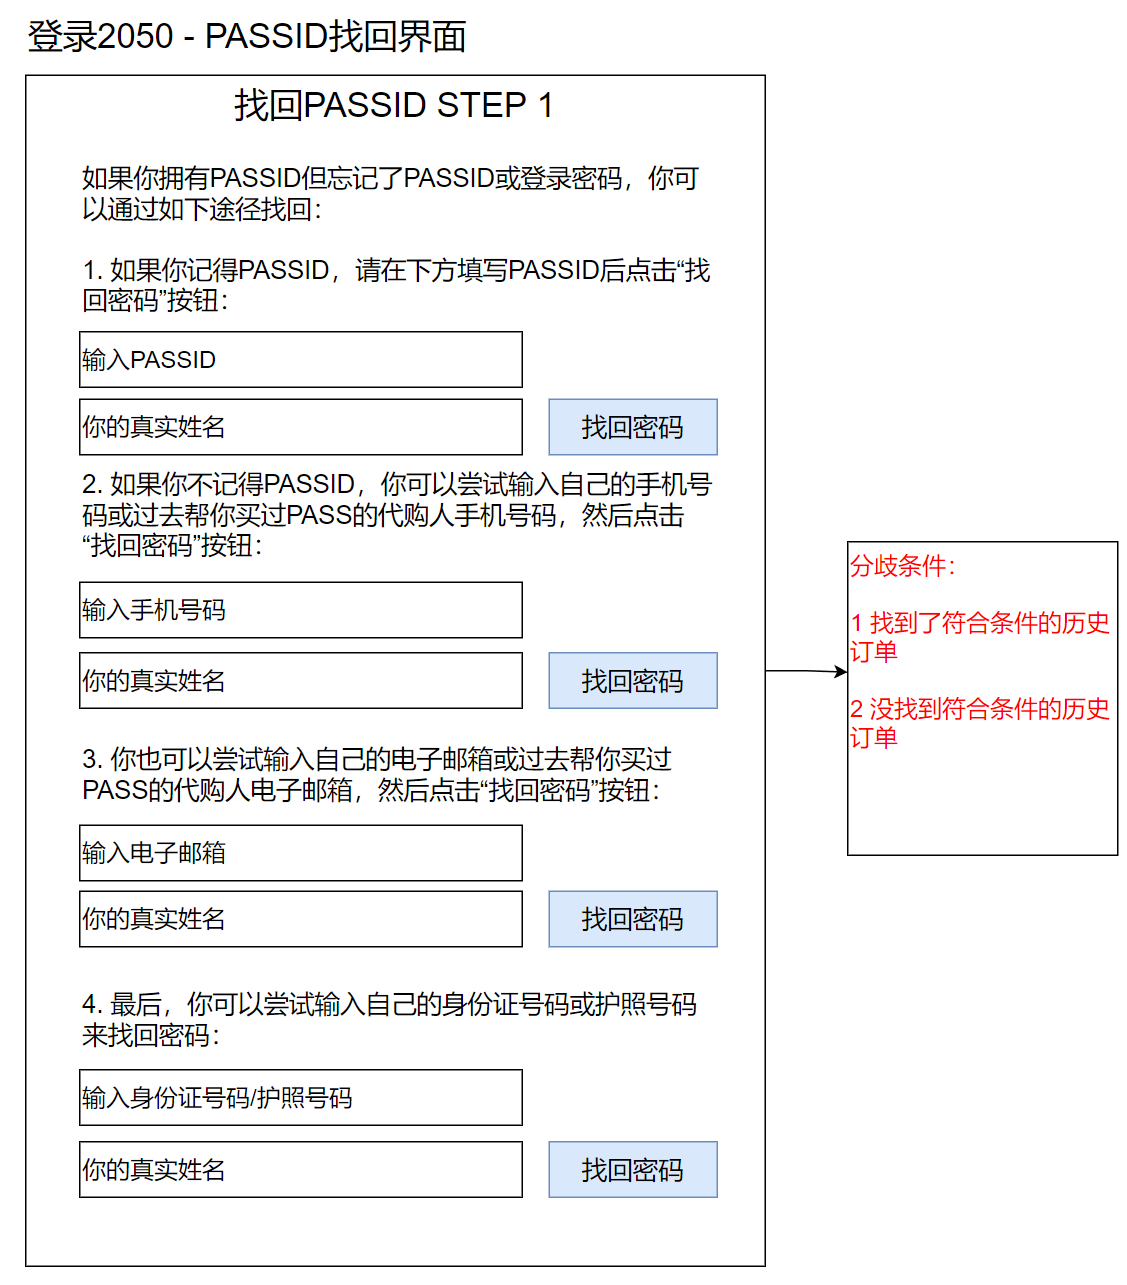 登录2050 - PASSID找回界面
找回PASSID STEP 1
如果你拥有PASSID但忘记了PASSID或登录密码，你可
以通过如下途径找回：
1. 如果你记得PASSID，请在下方填写PASSID后点击“找
回密码”按钮：
输入PASSID
你的真实姓名
找回密码
2. 如果你不记得PASSID，你可以尝试输入自己的手机号
码或过去帮你买过PASS的代购人手机号码，然后点击
“找回密码”按钮：
输入手机号码
你的真实姓名
找回密码
3. 你也可以尝试输入自己的电子邮箱或过去帮你买过
PASS的代购人电子邮箱，然后点击“找回密码”按钮：
输入电子邮箱
你的真实姓名
找回密码
4. 最后，你可以尝试输入自己的身份证号码或护照号码
来找回密码：
输入身份证号码/护照号码
你的真实姓名
找回密码
分歧条件：
1 找到了符合条件的历史
订单
2 没找到符合条件的历史
订单